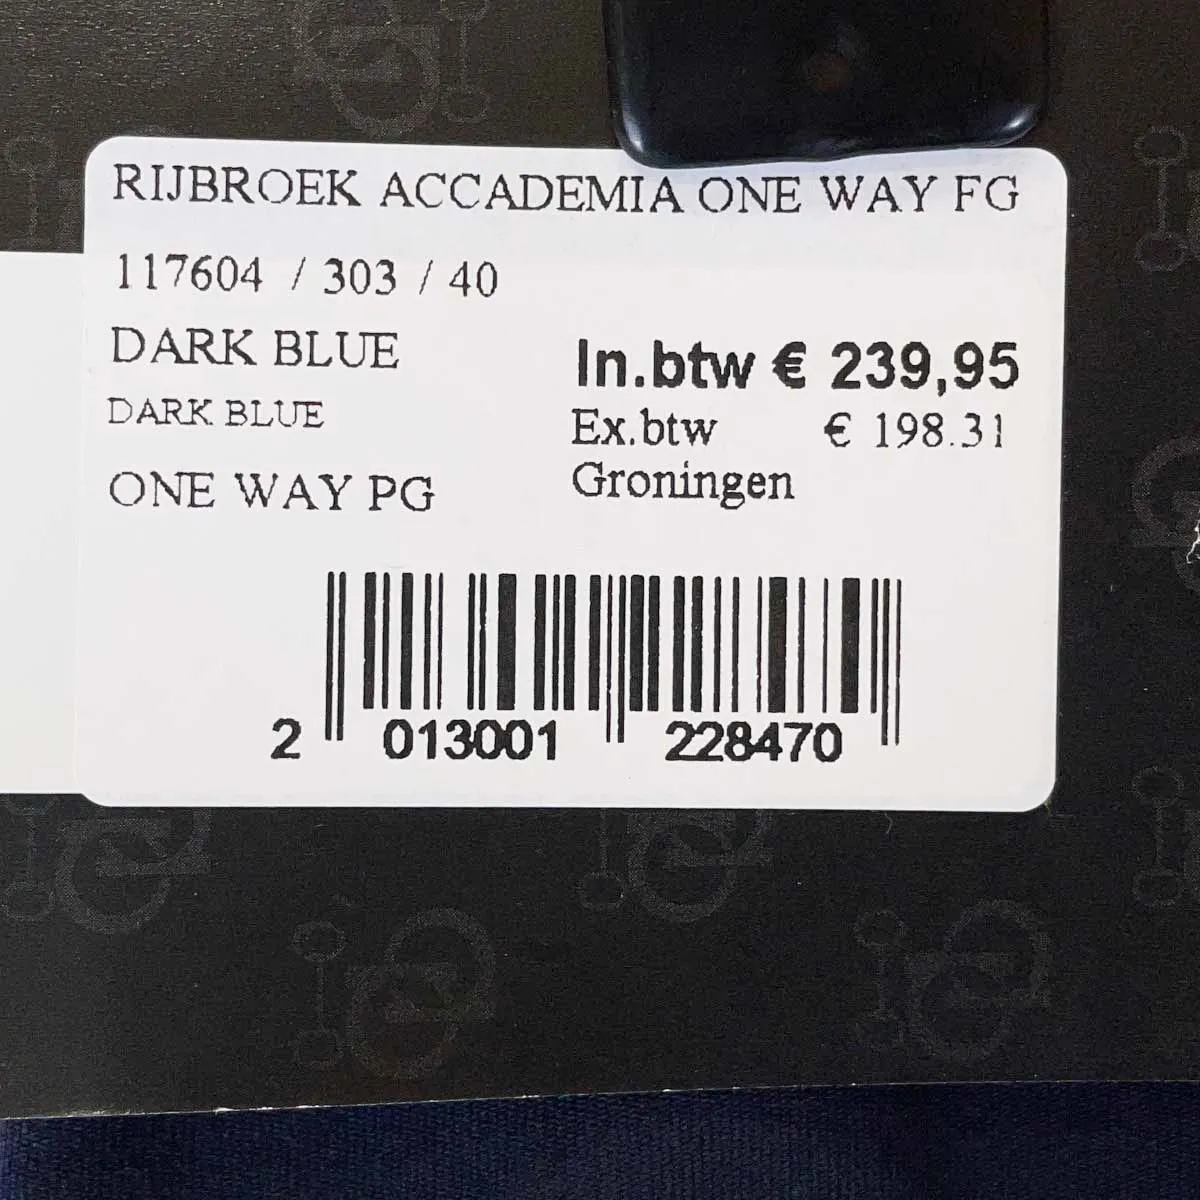 RIJBROEK ACCADEMIA ONE WAY FG
117604 / 303 / 40
DARK BLUE
DARK BLUE
ONE WAY PG
In.btw € 239,95
Ex.btw € 198.31
Groningen
2 013001 228470